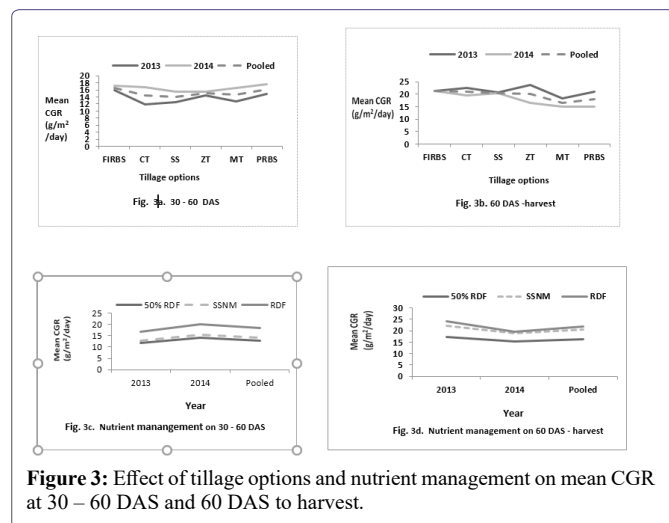 2013 2014 Pooled
20
18
16
14
12
10
8
6
4
2
0
Mean
CGR
(g/m²
/day)
FIRBS CT SS ZT MT PRBS
Tillage options
Fig. 3a. 30 - 60 DAS
2013 2014 Pooled
25
20
15
10
5
0
Mean
CGR
(g/m²/day)
FIRBS CT SS ZT MT PRBS
Tillage options
Fig. 3b. 60 DAS -harvest
50% RDF SSNM RDF
25
20
15
10
5
0
Mean CGR
(g/m²/day)
2013 2014 Pooled
Year
Fig. 3c. Nutrient manangement on 30 - 60 DAS
50% RDF SSNM RDF
30
25
20
15
10
5
0
Mean CGR
(g/m²/day)
2013 2014 Pooled
Year
Fig. 3d. Nutrient management on 60 DAS - harvest
Figure 3: Effect of tillage options and nutrient management on mean CGR
at 30 – 60 DAS and 60 DAS to harvest.